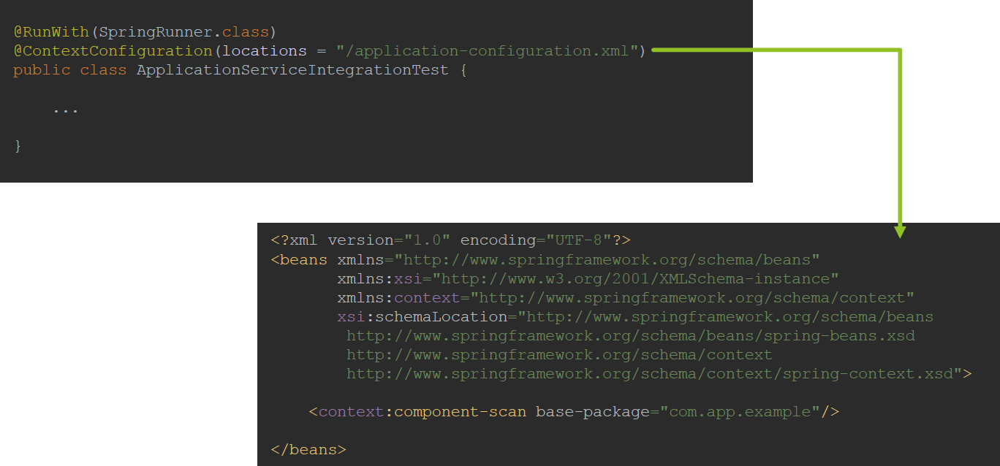 @RunWith(SpringRunner.class)
@ContextConfiguration(locations = "/application-configuration.xml")
public class ApplicationServiceIntegrationTest {
...
}
<?xml version="1.0" encoding="UTF-8"?>
<beans xmlns="http://www.springframework.org/schema/beans"
xmlns:xsi="http://www.w3.org/2001/XMLSchema-instance"
xmlns:context="http://www.springframework.org/schema/context"
xsi:schemaLocation="http://www.springframework.org/schema/beans
http://www.springframework.org/schema/beans/spring-beans.xsd
http://www.springframework.org/schema/context
http://www.springframework.org/schema/context/spring-context.xsd">
<context:component-scan base-package="com.app.example"/>
</beans>